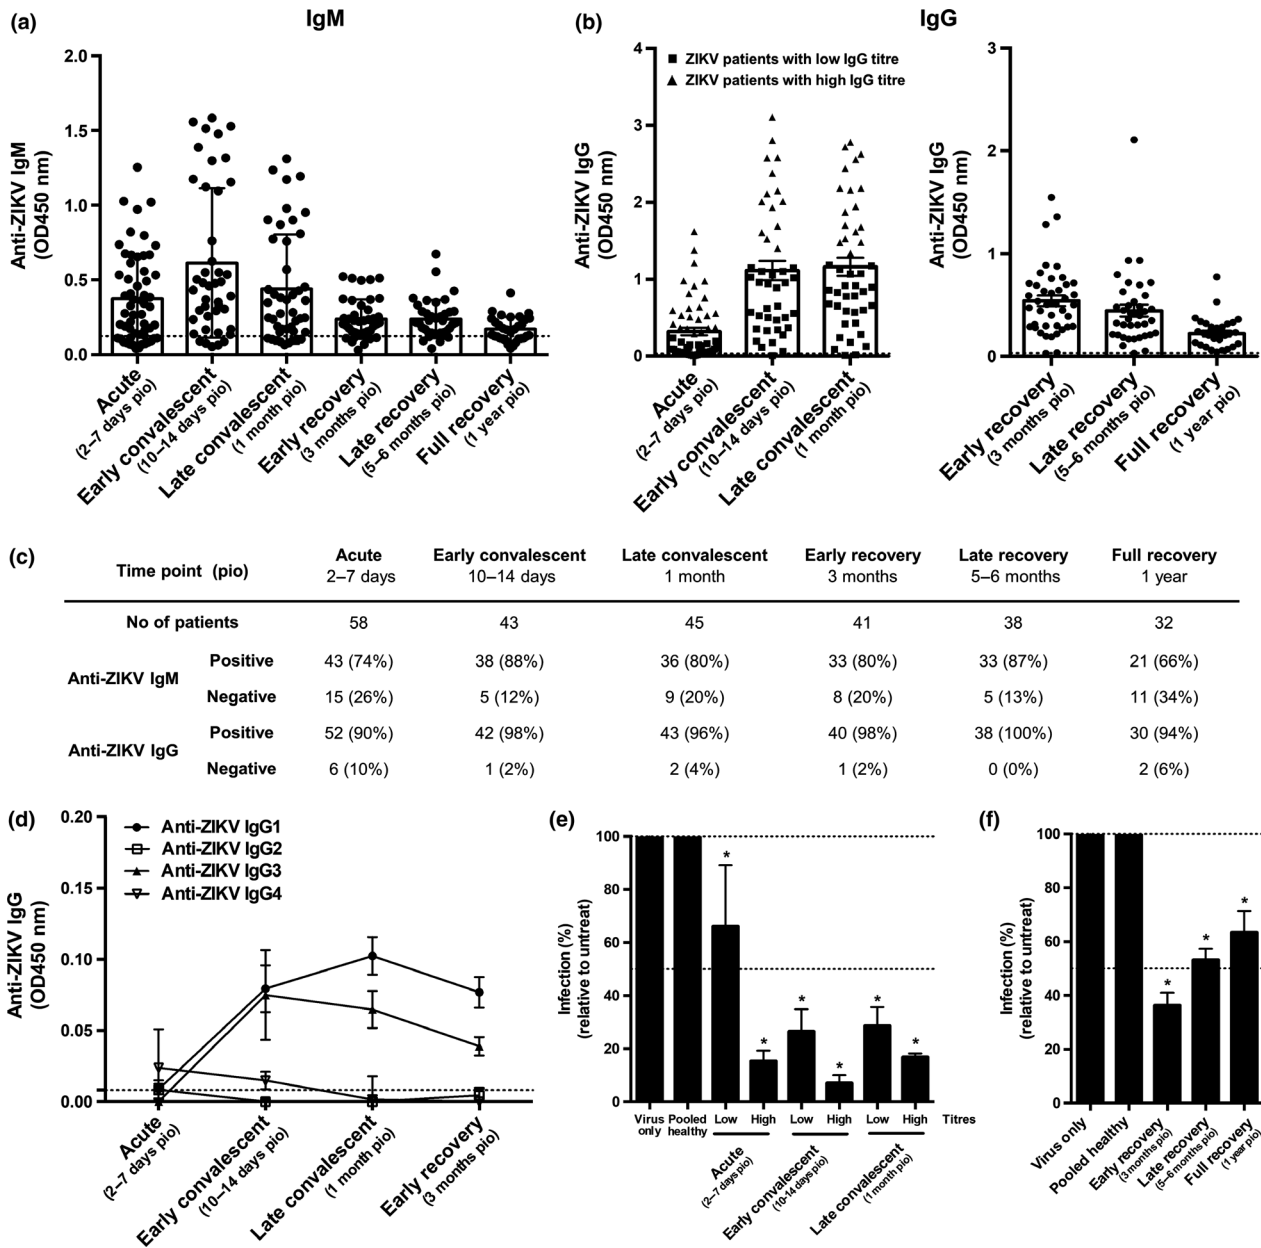 (a)
IgM
Anti-ZIKV IgM
(OD450 nm)
2.0
1.5
1.0
0.5
0.0
Acute
(2–7 days pio)
Early convalescent
(10–14 days pio)
Late convalescent
(1 month pio)
Early recovery
(3 months pio)
Late recovery
(5–6 months pio)
Full recovery
(1 year pio)
(b)
IgG
■ ZIKV patients with low IgG titre
▲ ZIKV patients with high IgG titre
Anti-ZIKV IgG
(OD450 nm)
4
3
2
1
0
Acute
(2–7 days pio)
Early convalescent
(10–14 days pio)
Late convalescent
(1 month pio)
Anti-ZIKV IgG
(OD450 nm)
3
2
1
0
Early recovery
(3 months pio)
Late recovery
(5–6 months pio)
Full recovery
(1 year pio)
(c)
Time point (pio) Acute Early convalescent Late convalescent Early recovery Late recovery Full recovery
2–7 days 10–14 days 1 month 3 months 5–6 months 1 year
No of patients 58 43 45 41 38 32
Anti-ZIKV IgM
Positive 43 (74%) 38 (88%) 36 (80%) 33 (80%) 33 (87%) 21 (66%)
Negative 15 (26%) 5 (12%) 9 (20%) 8 (20%) 5 (13%) 11 (34%)
Anti-ZIKV IgG
Positive 52 (90%) 42 (98%) 43 (96%) 40 (98%) 38 (100%) 30 (94%)
Negative 6 (10%) 1 (2%) 2 (4%) 1 (2%) 0 (0%) 2 (6%)
(d)
Anti-ZIKV IgG1
Anti-ZIKV IgG2
Anti-ZIKV IgG3
Anti-ZIKV IgG4
Anti-ZIKV IgG
(OD450 nm)
0.20
0.15
0.10
0.05
0.00
Acute
(2–7 days pio)
Early convalescent
(10–14 days pio)
Late convalescent
(1 month pio)
Early recovery
(3 months pio)
(e)
Infection (%)
(relative to untreat)
100
80
60
40
20
0
* * * * * *
Virus only
Pooled healthy
Low High Low High Low High Titres
Acute
(2–7 days pio)
Early convalescent
(10-14 days pio)
Late convalescent
(1 month pio)
(f)
Infection (%)
(relative to untreat)
100
80
60
40
20
0
* * *
Virus only
Pooled healthy
Early recovery
(3 months pio)
Late recovery
(5–6 months pio)
Full recovery
(1 year pio)